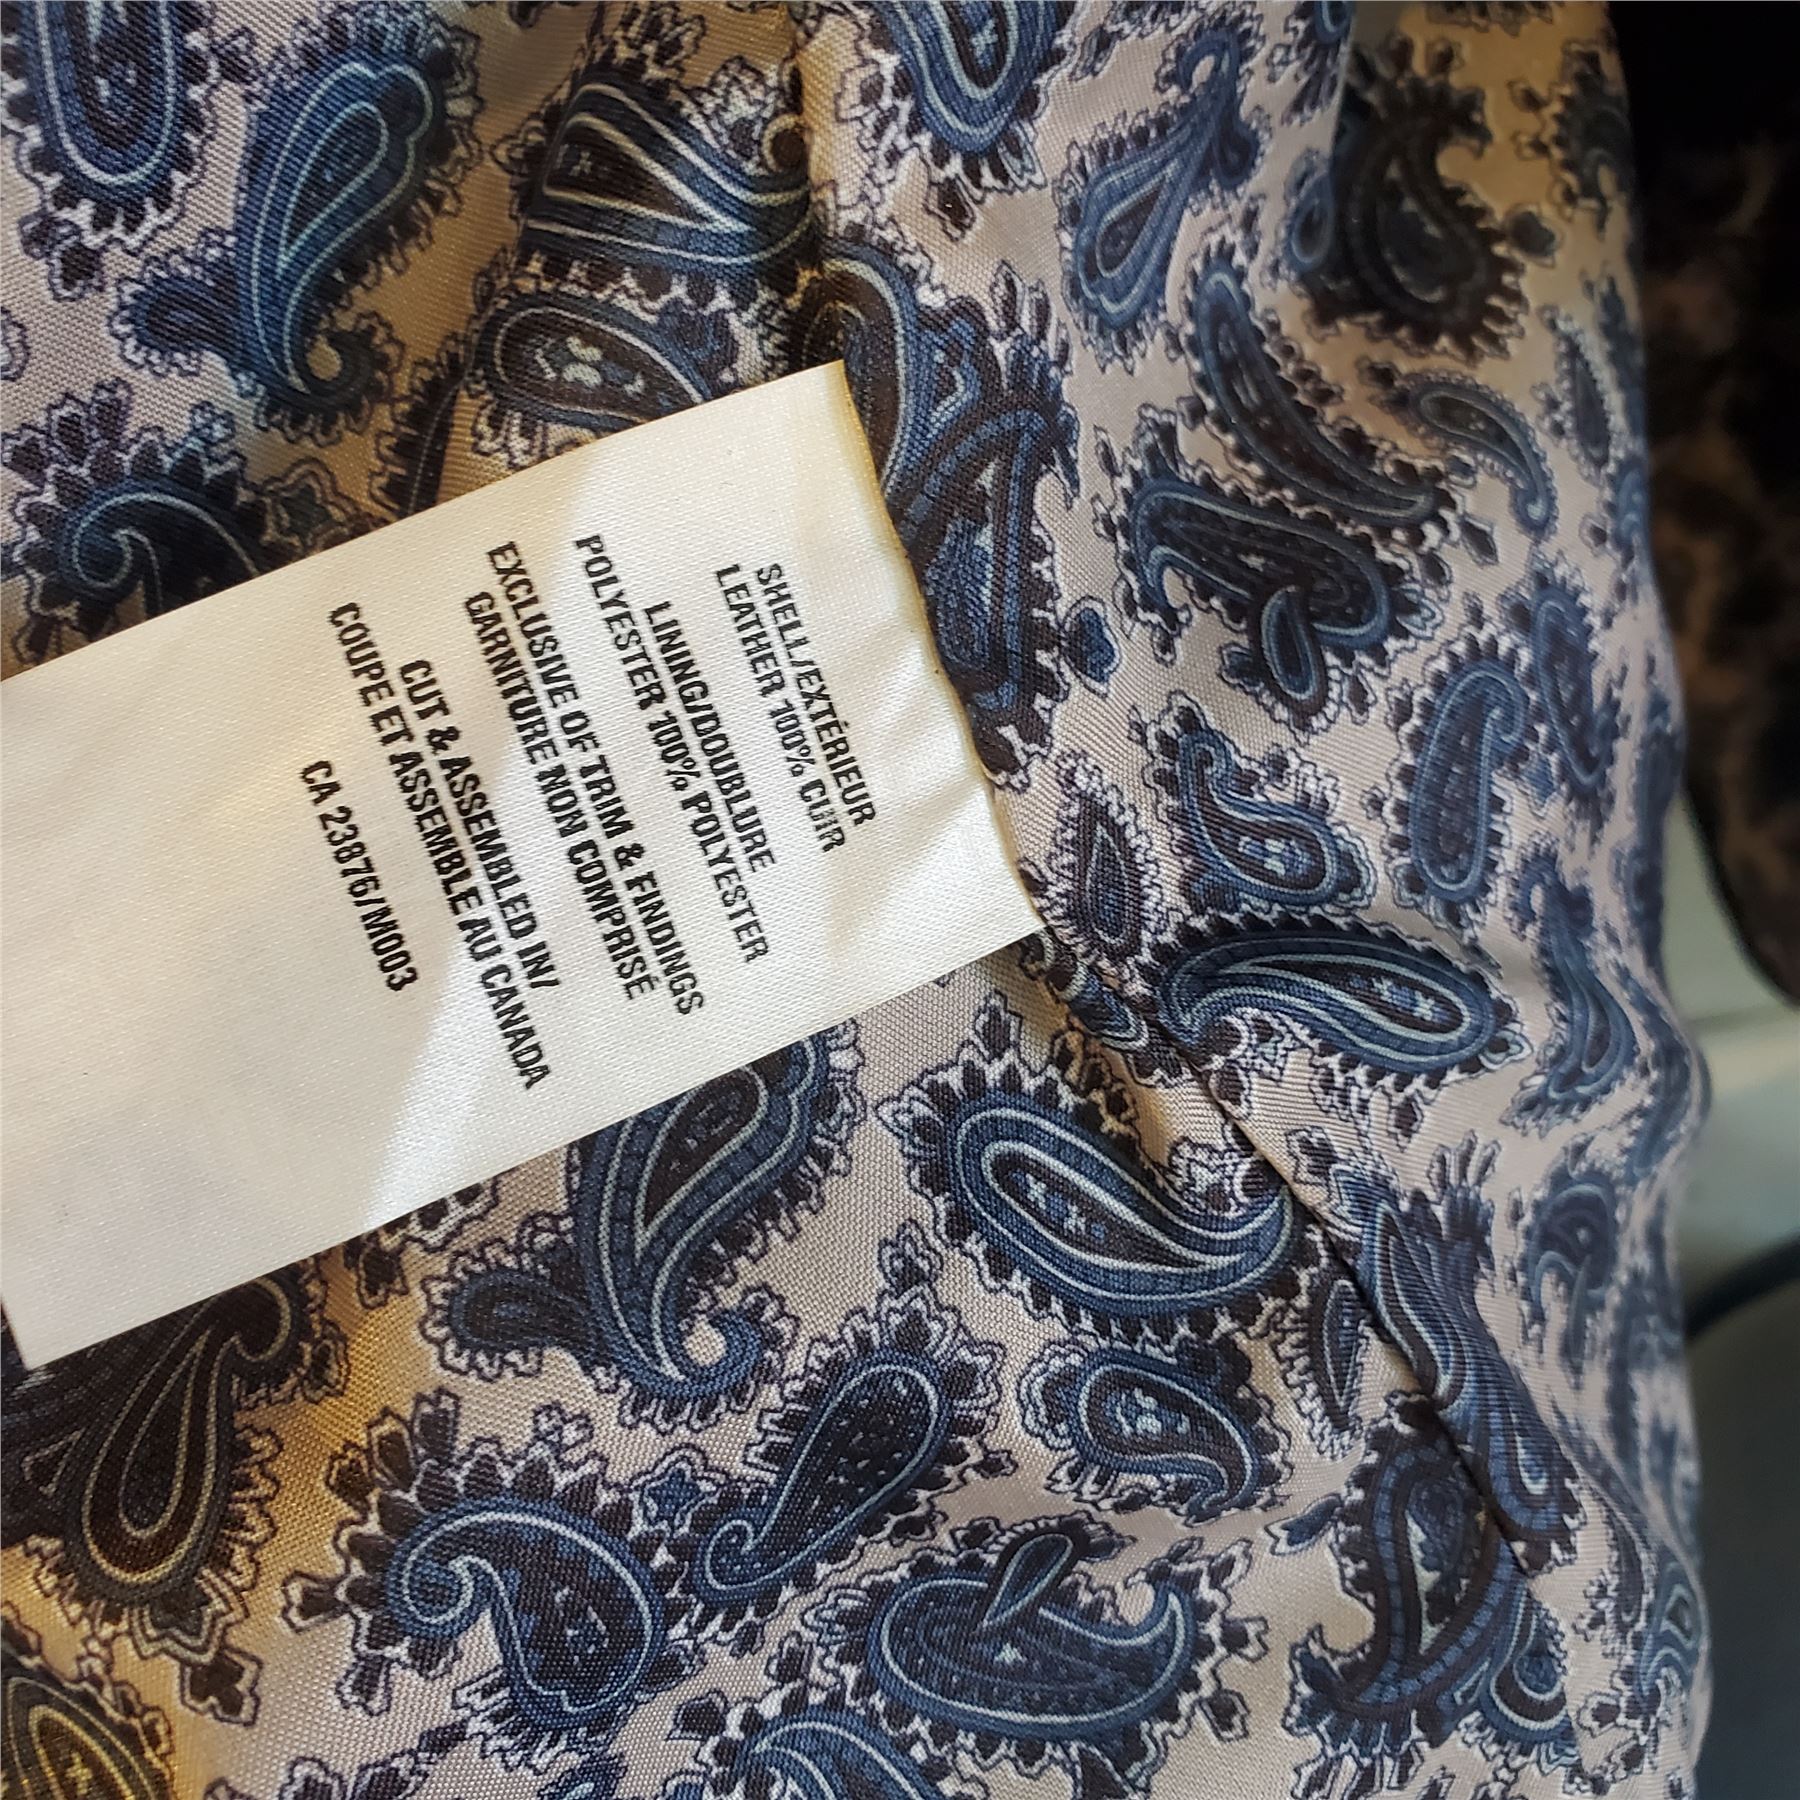 SHELL/EXTÉRIEUR
LEATHER 100% CUIR
LINING/DOUBLURE
POLYESTER 100% POLYESTER
EXCLUSIVE OF TRIM & FINDINGS
GARNITURE NON COMPRISÉ
CUT & ASSEMBLED IN/
COUPE ET ASSEMBLE AU CANADA
CA 23876/M003